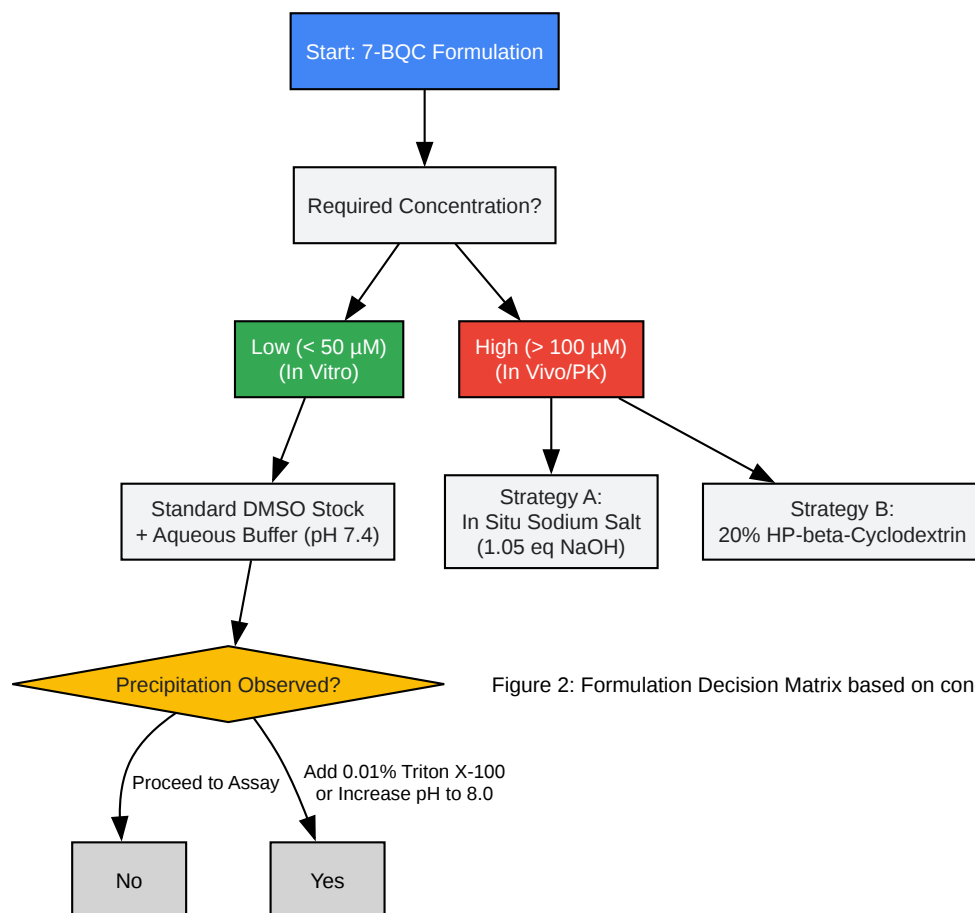 Start: 7-BQC Formulation
Required Concentration?
Low (< 50 µM)
(In Vitro)
High (> 100 µM)
(In Vivo/PK)
Standard DMSO Stock
+ Aqueous Buffer (pH 7.4)
Strategy A:
In Situ Sodium Salt
(1.05 eq NaOH)
Strategy B:
20% HP-beta-Cyclodextrin
Precipitation Observed?
Figure 2: Formulation Decision Matrix based on con
Proceed to Assay
Add 0.01% Triton X-100
or Increase pH to 8.0
No
Yes